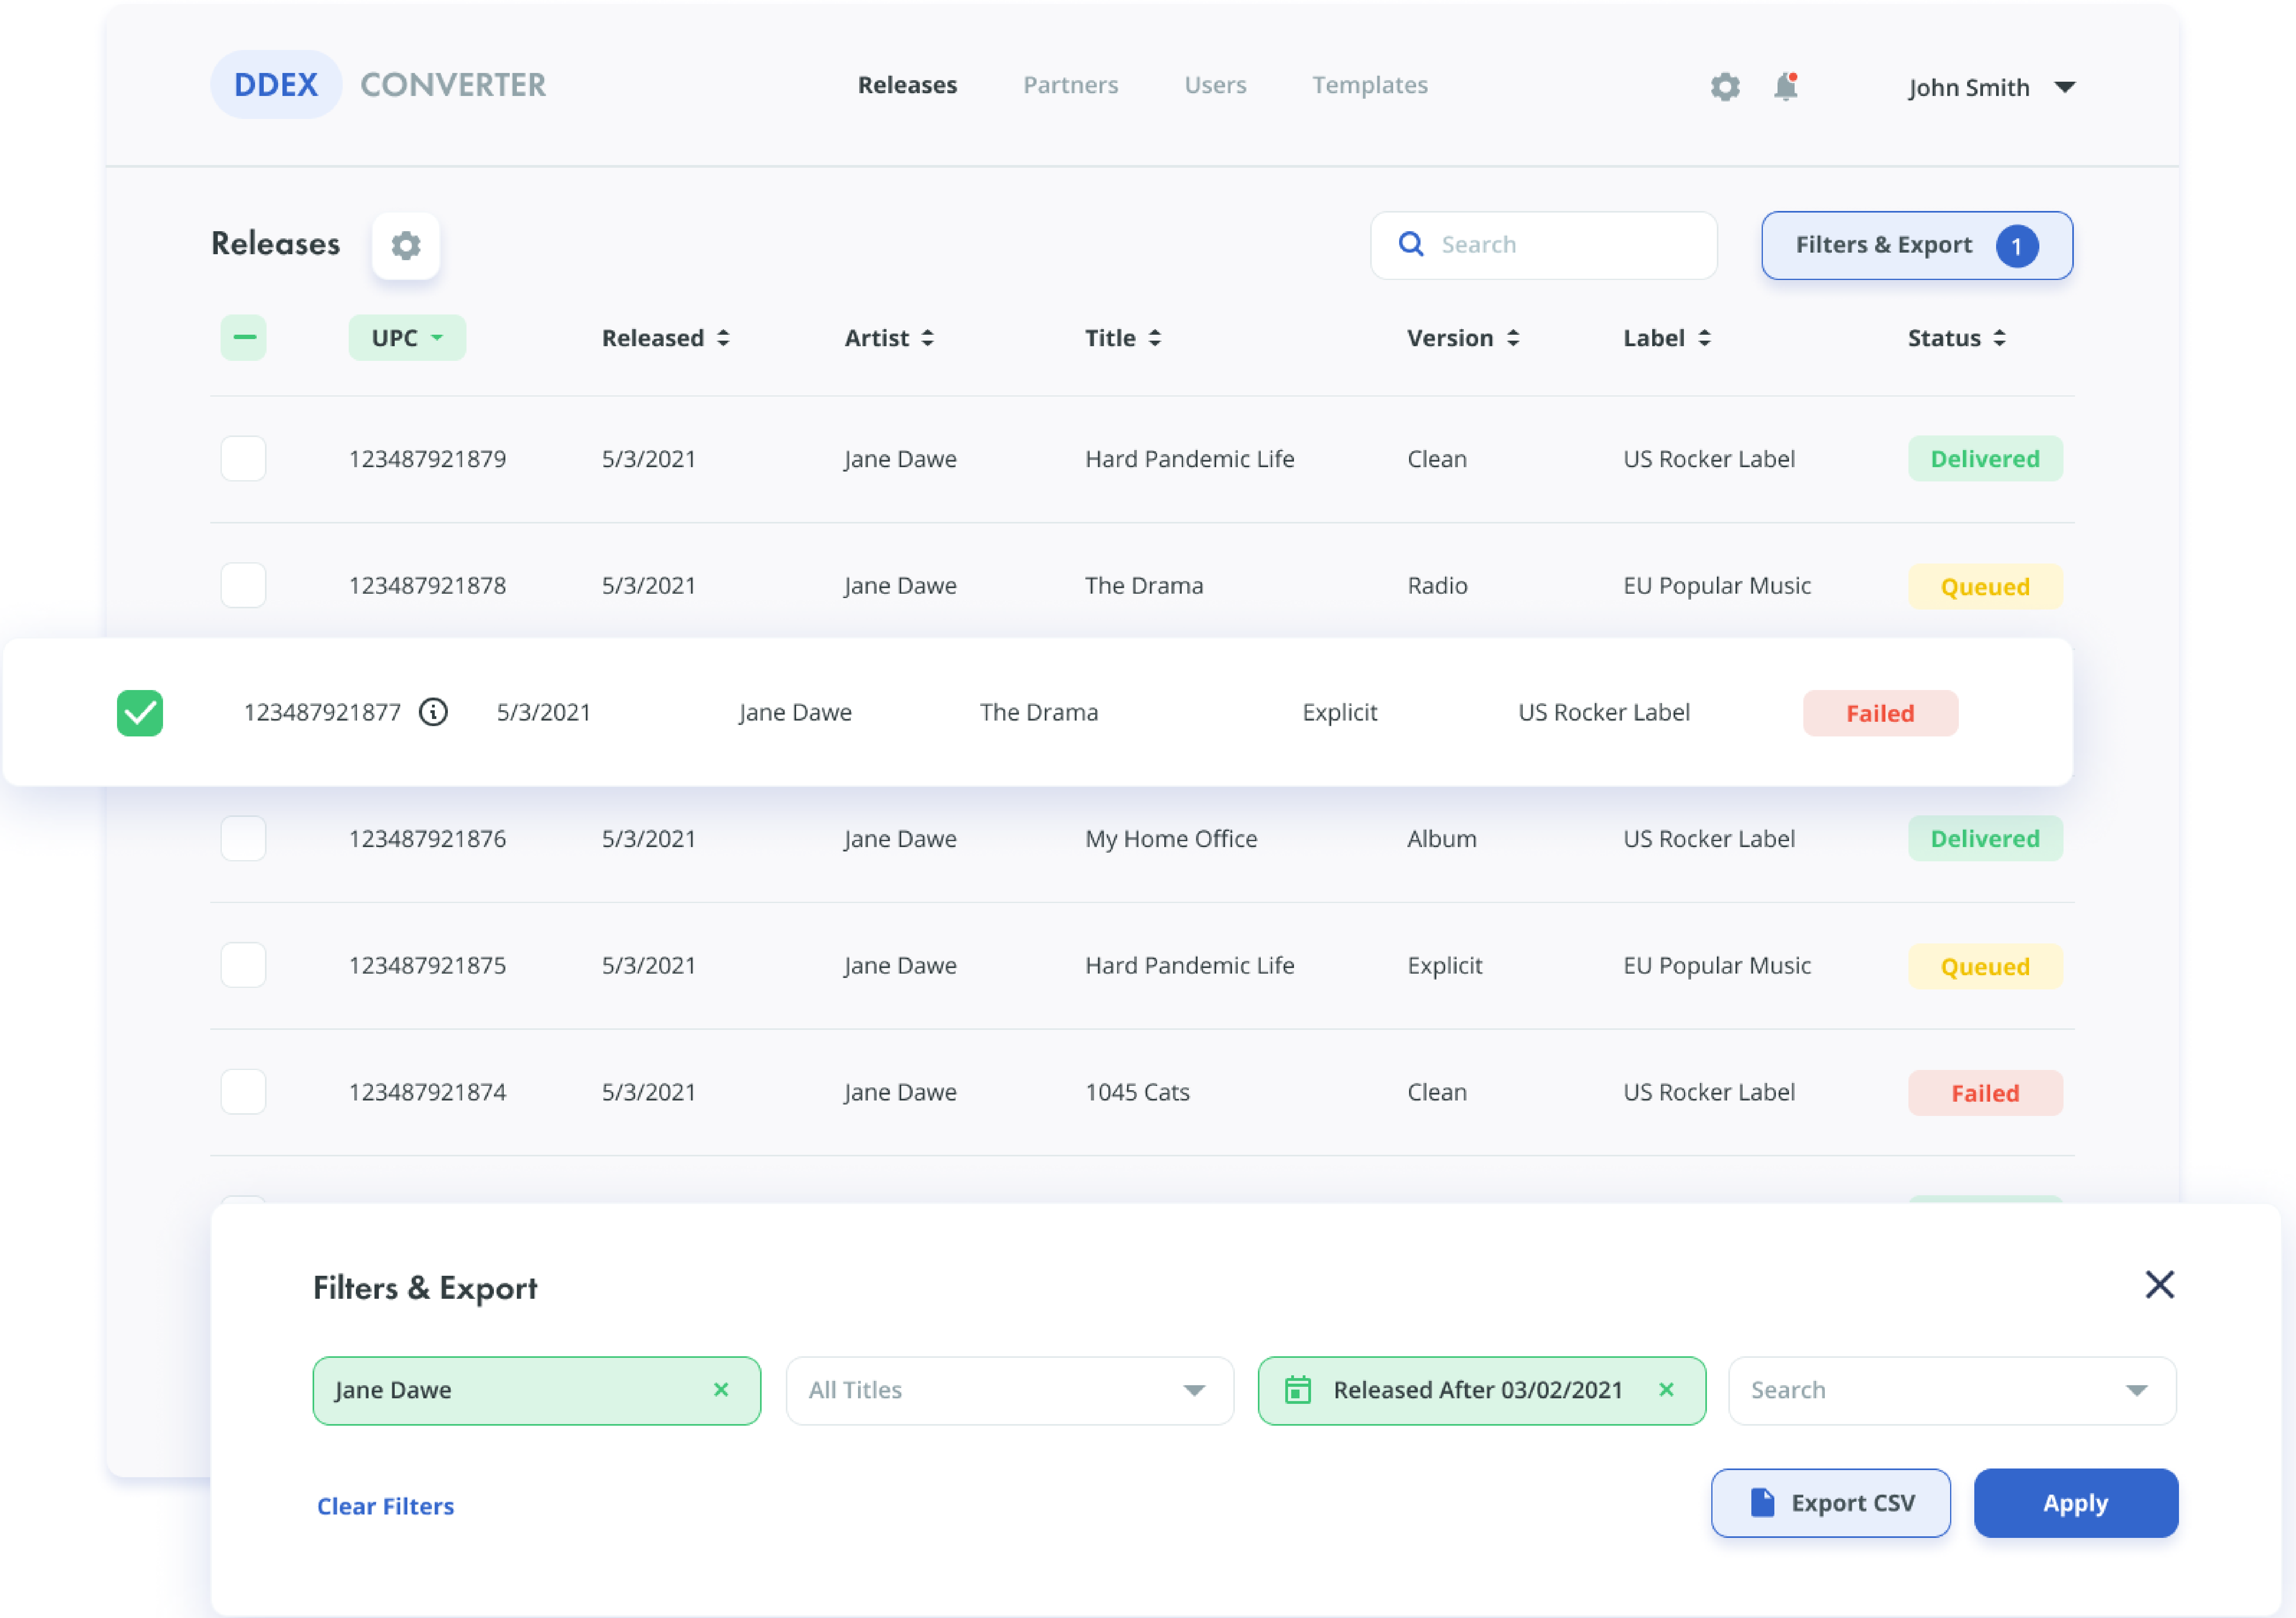 DDEX CONVERTER Releases Partners Users Templates John Smith
Releases Search Filters & Export 1
UPC Released Artist Title Version Label Status
123487921879 5/3/2021 Jane Dawe Hard Pandemic Life Clean US Rocker Label Delivered
123487921878 5/3/2021 Jane Dawe The Drama Radio EU Popular Music Queued
123487921877 5/3/2021 Jane Dawe The Drama Explicit US Rocker Label Failed
123487921876 5/3/2021 Jane Dawe My Home Office Album US Rocker Label Delivered
123487921875 5/3/2021 Jane Dawe Hard Pandemic Life Explicit EU Popular Music Queued
123487921874 5/3/2021 Jane Dawe 1045 Cats Clean US Rocker Label Failed
Filters & Export
Jane Dawe All Titles Released After 03/02/2021 Search
Clear Filters Export CSV Apply